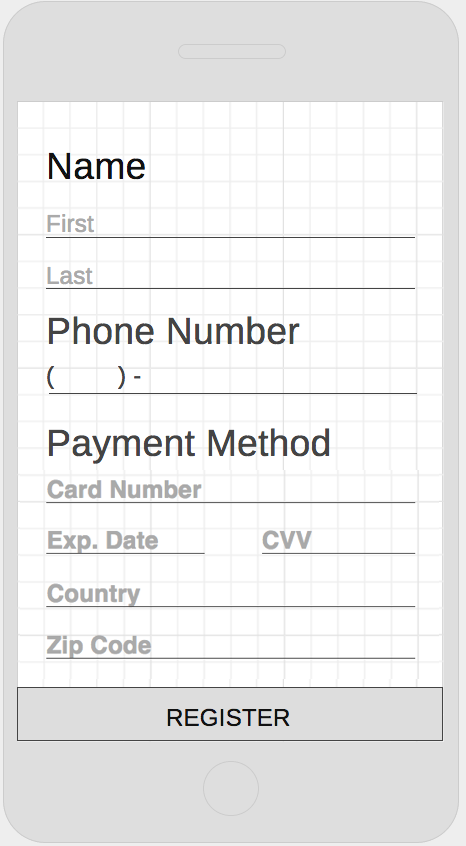 Name
First
Last
Phone Number
( ) -
Payment Method
Card Number
Exp. Date CVV
Country
Zip Code
REGISTER